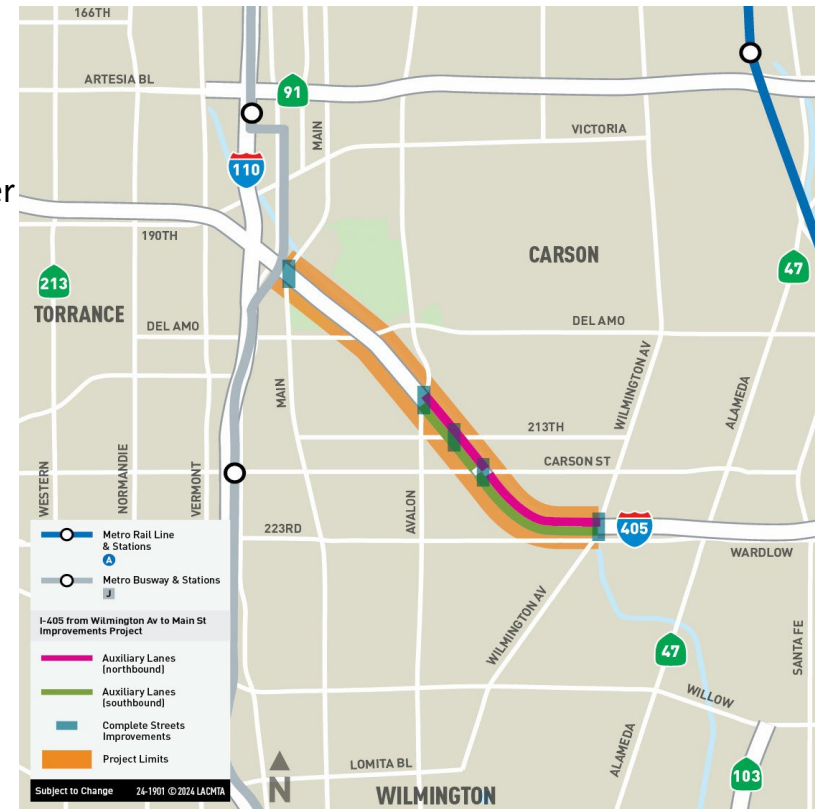 166TH
ARTESIA BL
91
MAIN
VICTORIA
110
er
190TH
CARSON
213
47
TORRANCE
DEL AMO
DEL AMO
MAIN
WILMINGTON AV
ALAMEDA
213TH
CARSON ST
WESTERN
NORMANDIE
VERMONT
AVALON
223RD
405
WARDLOW
WILMINGTON AV
47
SANTA FE
WILLOW
ALAMEDA
LOMITA BL
103
N
WILMINGTON
Metro Rail Line
& Stations
A
Metro Busway & Stations
J
I-405 from Wilmington Av to Main St
Improvements Project
Auxiliary Lanes
(northbound)
Auxiliary Lanes
(southbound)
Complete Streets
Improvements
Project Limits
Subject to Change 24-1901 ©2024 LACMTA